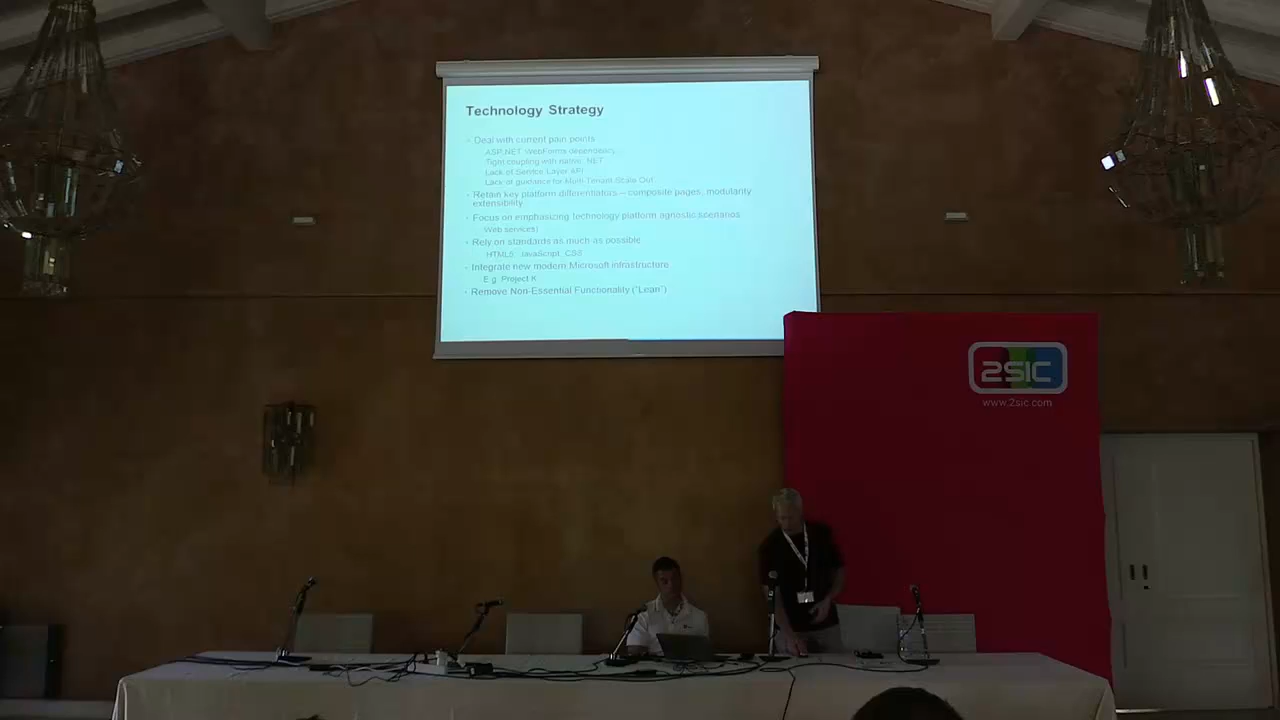 Technology Strategy
- Deal with current pain points
ASP.NET WebForms dependency
Tight coupling with native .NET
Lack of Service Layer API
Lack of guidance for Multi-Tenant Scale Out
- Retain key platform differentiators – composite pages, modularity
extensibility
- Focus on emphasizing technology platform agnostic scenarios
Web services)
- Rely on standards as much as possible
HTML5, JavaScript, CSS
- Integrate new modern Microsoft infrastructure
E.g. Project K
- Remove Non-Essential Functionality ("Lean")
2SIC
www.2sic.com